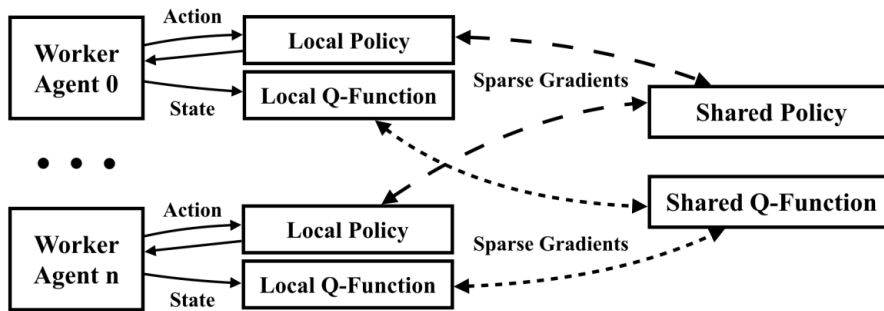 Action
Worker
Agent 0
Local Policy
Local Q-Function
State
Sparse Gradients
Shared Policy
• • •
Action
Worker
Agent n
Local Policy
Local Q-Function
State
Sparse Gradients
Shared Q-Function